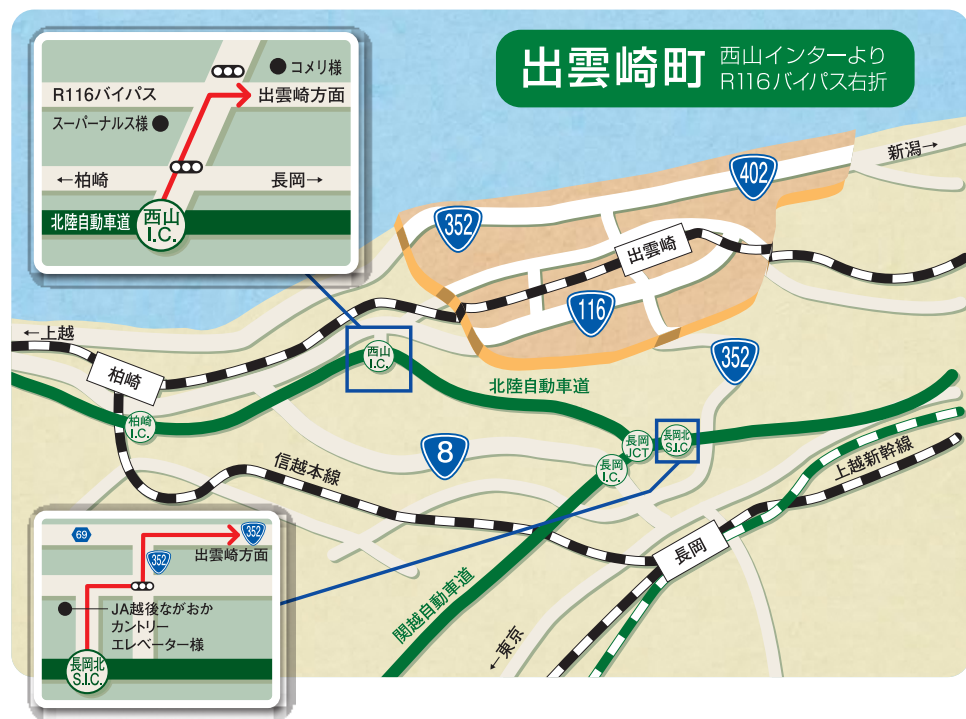 出雲崎町
西山インターより
R116バイパス右折
コメリ様
R116バイパス
出雲崎方面
スーパーナルス様
←柏崎
長岡→
北陸自動車道
西山
I.C.
新潟→
402
352
出雲崎
116
←上越
柏崎
西山
I.C.
352
北陸自動車道
柏崎
I.C.
8
長岡
JCT
長岡北
S.I.C
長岡
I.C.
信越本線
上越新幹線
長岡
関越自動車道
←東京
69
352
352
出雲崎方面
JA越後ながおか
カントリー
エレベーター様
長岡北
S.I.C.